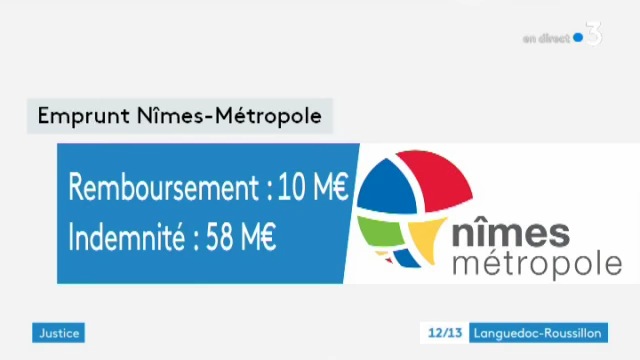 en direct 3
Emprunt Nîmes-Métropole
Remboursement : 10 M€
Indemnité : 58 M€
nîmes
métropole
Justice
12/13 Languedoc-Roussillon